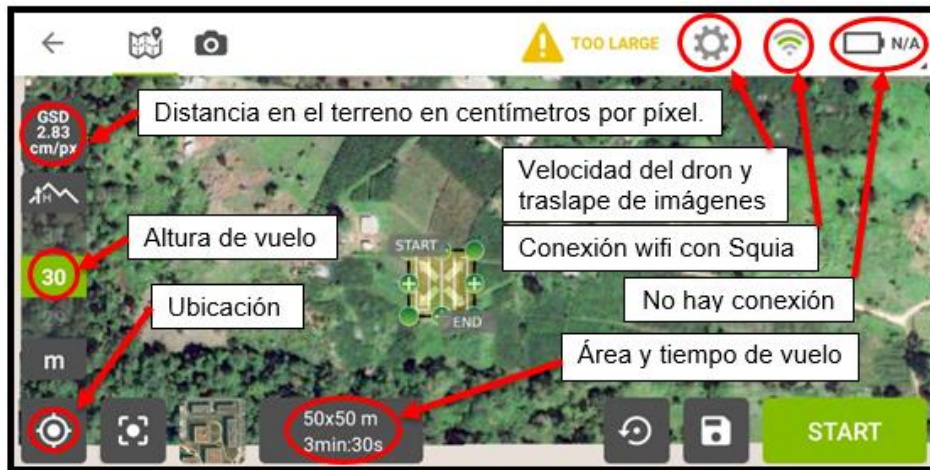 TOO LARGE
N/A
GSD
2.83
cm/px
Distancia en el terreno en centímetros por píxel.
Velocidad del dron y
traslape de imágenes
H
Altura de vuelo
START
Conexión wifi con Squia
30
Ubicación
No hay conexión
END
m
Área y tiempo de vuelo
50x50 m
3min:30s
START